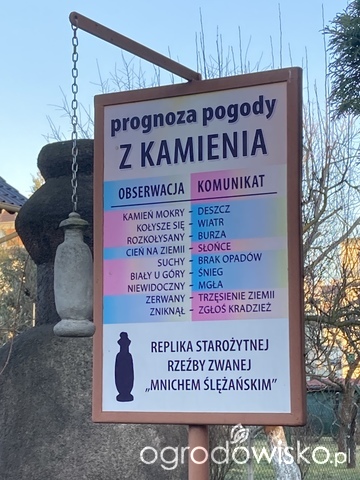 prognoza pogody
Z KAMIENIA
OBSERWACJA KOMUNIKAT
KAMIEŃ MOKRY – DESZCZ
KOŁYSZE SIĘ – WIATR
ROZKOŁYSANY – BURZA
CIEŃ NA ZIEMII – SŁOŃCE
SUCHY – BRAK OPADÓW
BIAŁY U GÓRY – ŚNIEG
NIEWIDOCZNY – MGŁA
ZERWANY – TRZĘSIENIE ZIEMII
ZNIKNĄŁ – ZGŁOŚ KRADZIEŻ
REPLIKA STAROŻYTNEJ
RZEŹBY ZWANEJ
„MNICHEM ŚLĘŻAŃSKIM”
ogrodowisko.pl